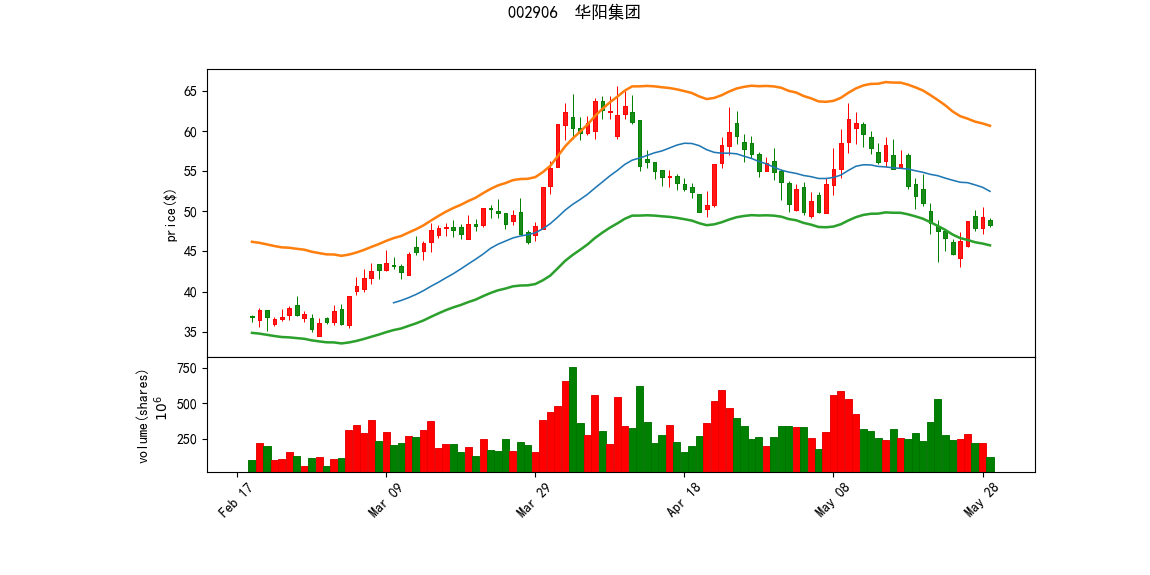 002906 华阳集团
price($)
65
60
55
50
45
40
35
volume(shares)
10^6
750
500
250
Feb 17
Mar 09
Mar 29
Apr 18
May 08
May 28